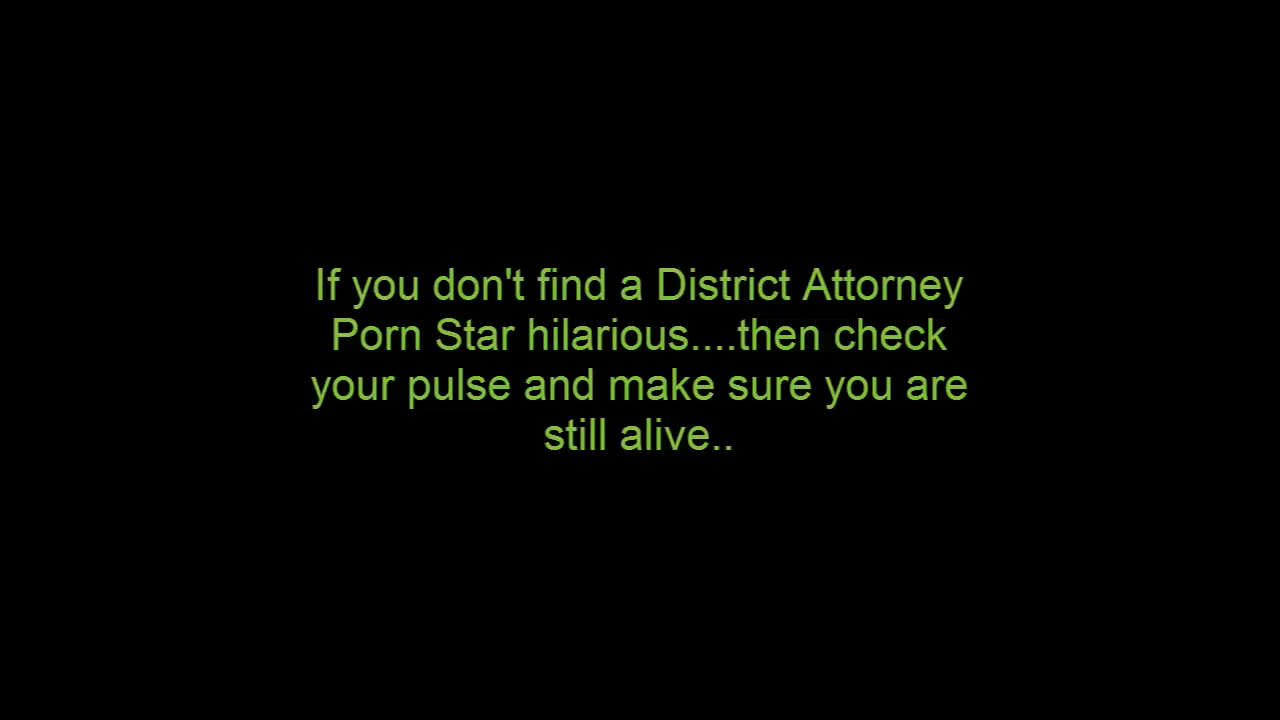 If you don't find a District Attorney
Porn Star hilarious....then check
your pulse and make sure you are
still alive..